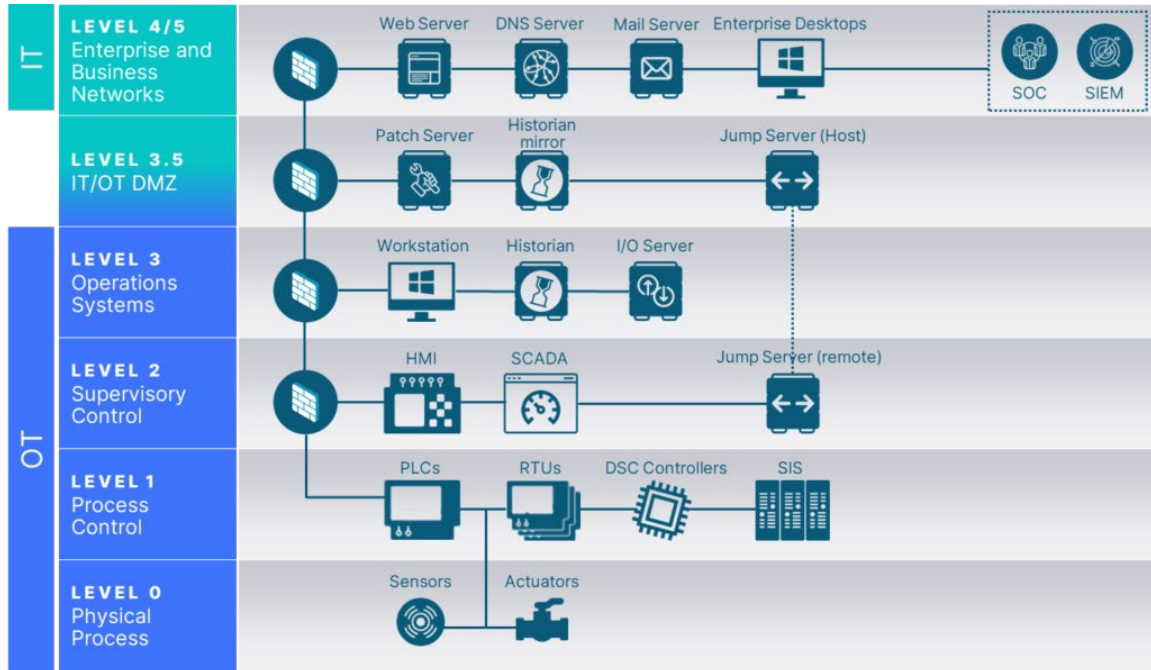 IT
LEVEL 4/5
Enterprise and
Business
Networks
Web Server
DNS Server
Mail Server
Enterprise Desktops
SOC
SIEM
LEVEL 3.5
IT/OT DMZ
Patch Server
Historian
mirror
Jump Server (Host)
OT
LEVEL 3
Operations
Systems
Workstation
Historian
I/O Server
LEVEL 2
Supervisory
Control
HMI
SCADA
Jump Server (remote)
LEVEL 1
Process
Control
PLCs
RTUs
DSC Controllers
SIS
LEVEL 0
Physical
Process
Sensors
Actuators